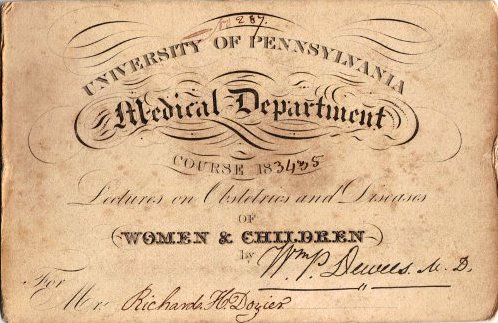 No 287.
UNIVERSITY OF PENNSYLVANIA
Medical Department
COURSE 1834&5
Lectures on Obstetrics and Diseases
OF
WOMEN & CHILDREN
by Wm. P. Dewees. M. D.
For
Mr. Richard. H. Dozier